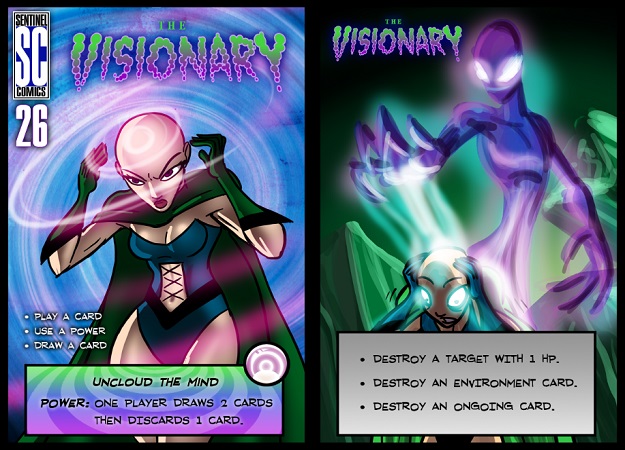 SENTINEL
SC
COMICS
26
THE
VISIONARY
• PLAY A CARD
• USE A POWER
• DRAW A CARD
UNCLOUD THE MIND
POWER: ONE PLAYER DRAWS 2 CARDS
THEN DISCARDS 1 CARD.
THE
VISIONARY
• DESTROY A TARGET WITH 1 HP.
• DESTROY AN ENVIRONMENT CARD.
• DESTROY AN ONGOING CARD.